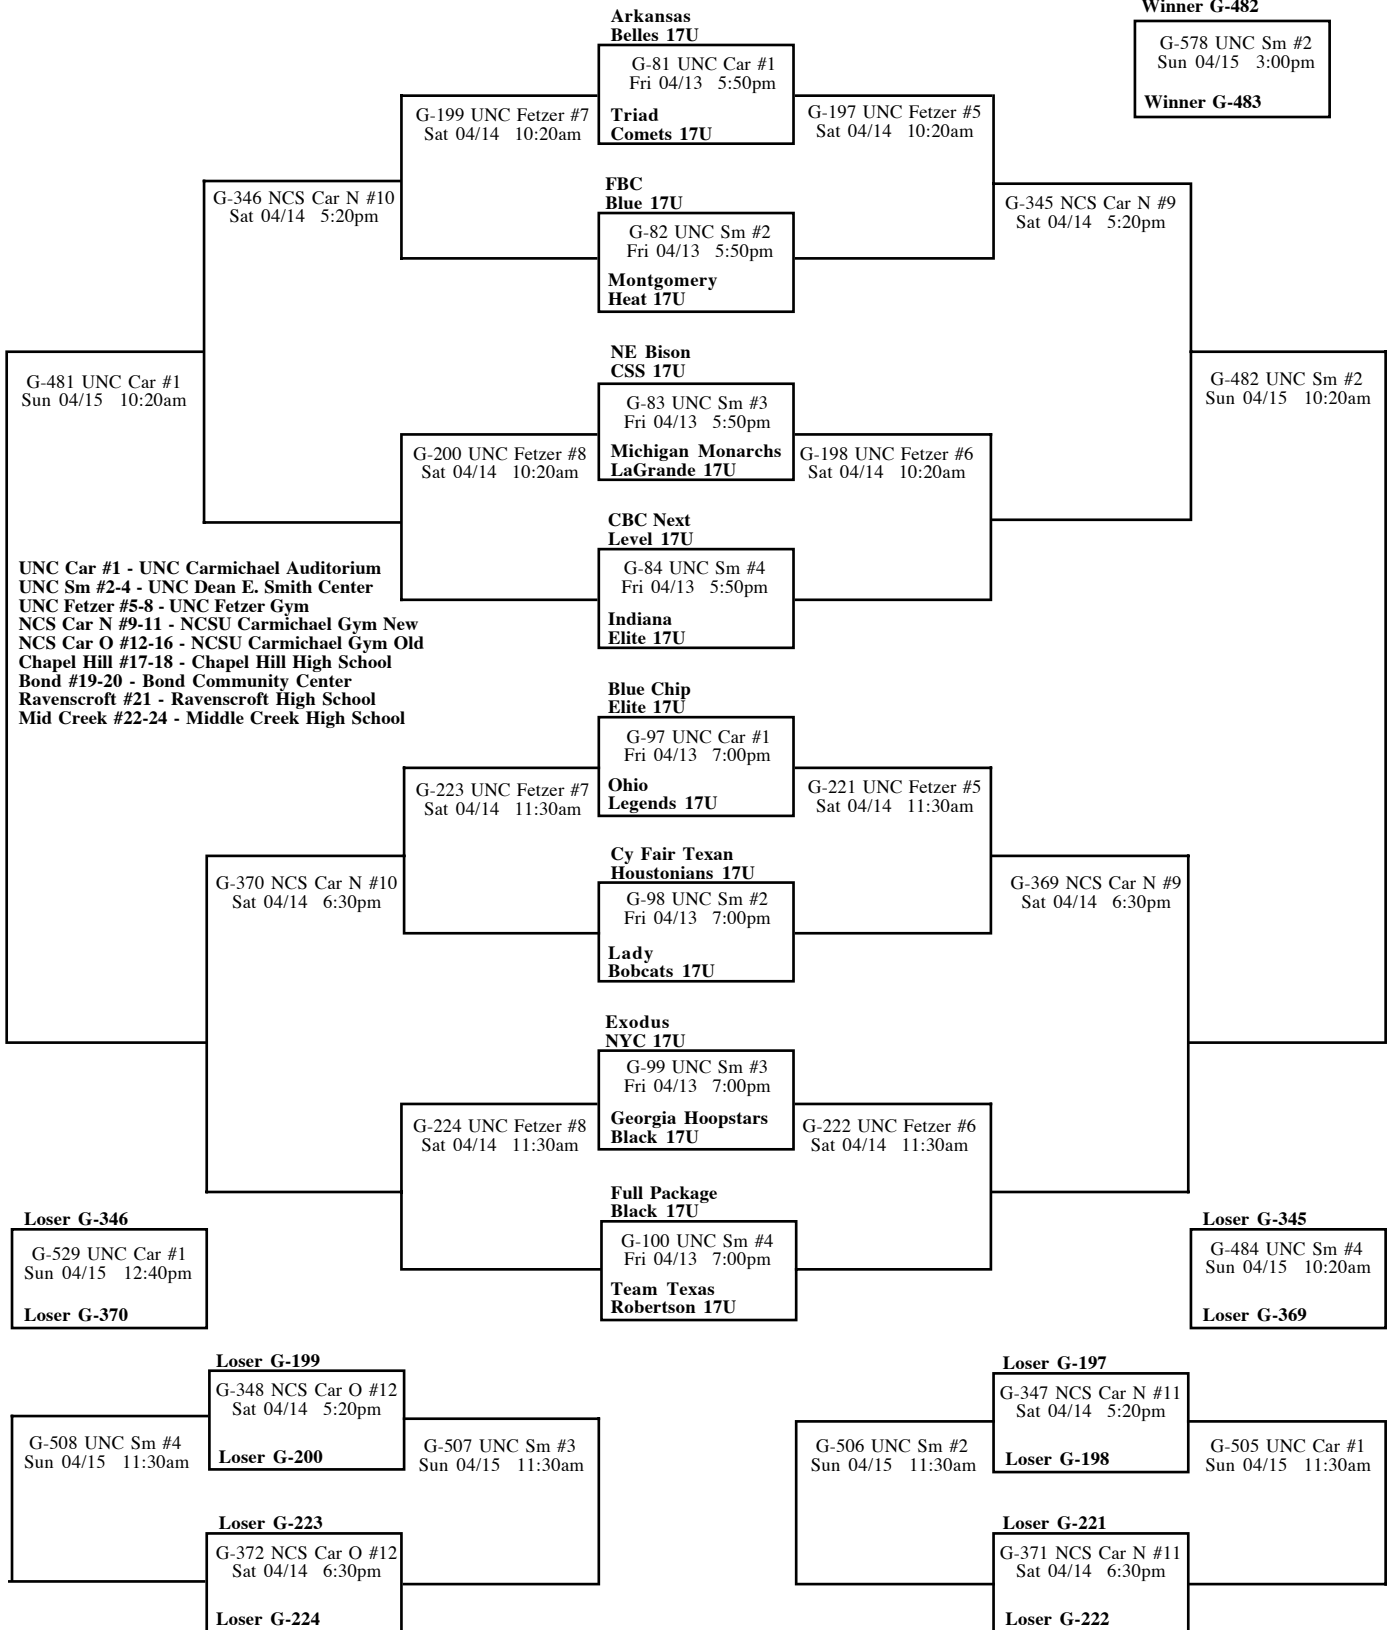 Winner G-482
G-578 UNC Sm #2
Sun 04/15 3:00pm
Winner G-483
Arkansas
Belles 17U
G-81 UNC Car #1
Fri 04/13 5:50pm
Triad
Comets 17U
G-199 UNC Fetzer #7
Sat 04/14 10:20am
G-197 UNC Fetzer #5
Sat 04/14 10:20am
FBC
Blue 17U
G-82 UNC Sm #2
Fri 04/13 5:50pm
Montgomery
Heat 17U
G-346 NCS Car N #10
Sat 04/14 5:20pm
G-345 NCS Car N #9
Sat 04/14 5:20pm
NE Bison
CSS 17U
G-83 UNC Sm #3
Fri 04/13 5:50pm
Michigan Monarchs
LaGrande 17U
G-481 UNC Car #1
Sun 04/15 10:20am
G-482 UNC Sm #2
Sun 04/15 10:20am
G-200 UNC Fetzer #8
Sat 04/14 10:20am
G-198 UNC Fetzer #6
Sat 04/14 10:20am
CBC Next
Level 17U
G-84 UNC Sm #4
Fri 04/13 5:50pm
Indiana
Elite 17U
UNC Car #1 - UNC Carmichael Auditorium
UNC Sm #2-4 - UNC Dean E. Smith Center
UNC Fetzer #5-8 - UNC Fetzer Gym
NCS Car N #9-11 - NCSU Carmichael Gym New
NCS Car O #12-16 - NCSU Carmichael Gym Old
Chapel Hill #17-18 - Chapel Hill High School
Bond #19-20 - Bond Community Center
Ravenscroft #21 - Ravenscroft High School
Mid Creek #22-24 - Middle Creek High School
Blue Chip
Elite 17U
G-97 UNC Car #1
Fri 04/13 7:00pm
Ohio
Legends 17U
G-223 UNC Fetzer #7
Sat 04/14 11:30am
G-221 UNC Fetzer #5
Sat 04/14 11:30am
Cy Fair Texan
Houstonians 17U
G-98 UNC Sm #2
Fri 04/13 7:00pm
Lady
Bobcats 17U
G-370 NCS Car N #10
Sat 04/14 6:30pm
G-369 NCS Car N #9
Sat 04/14 6:30pm
Exodus
NYC 17U
G-99 UNC Sm #3
Fri 04/13 7:00pm
Georgia Hoopstars
Black 17U
G-224 UNC Fetzer #8
Sat 04/14 11:30am
G-222 UNC Fetzer #6
Sat 04/14 11:30am
Full Package
Black 17U
G-100 UNC Sm #4
Fri 04/13 7:00pm
Team Texas
Robertson 17U
Loser G-346
G-529 UNC Car #1
Sun 04/15 12:40pm
Loser G-370
Loser G-345
G-484 UNC Sm #4
Sun 04/15 10:20am
Loser G-369
Loser G-199
G-348 NCS Car O #12
Sat 04/14 5:20pm
Loser G-200
G-508 UNC Sm #4
Sun 04/15 11:30am
G-507 UNC Sm #3
Sun 04/15 11:30am
Loser G-223
G-372 NCS Car O #12
Sat 04/14 6:30pm
Loser G-224
Loser G-197
G-347 NCS Car N #11
Sat 04/14 5:20pm
Loser G-198
G-506 UNC Sm #2
Sun 04/15 11:30am
G-505 UNC Car #1
Sun 04/15 11:30am
Loser G-221
G-371 NCS Car N #11
Sat 04/14 6:30pm
Loser G-222